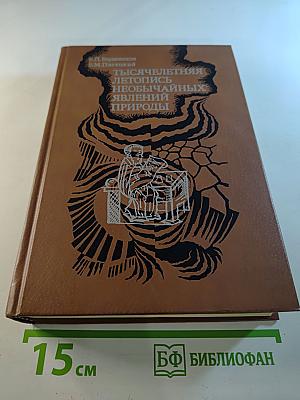 Е.П. Борисенков
В.М. Пасецкий
ТЫСЯЧЕЛЕТНЯЯ
ЛЕТОПИСЬ
НЕОБЫЧАЙНЫХ
ЯВЛЕНИЙ
ПРИРОДЫ
15 см
БФ БИБЛИОФАН